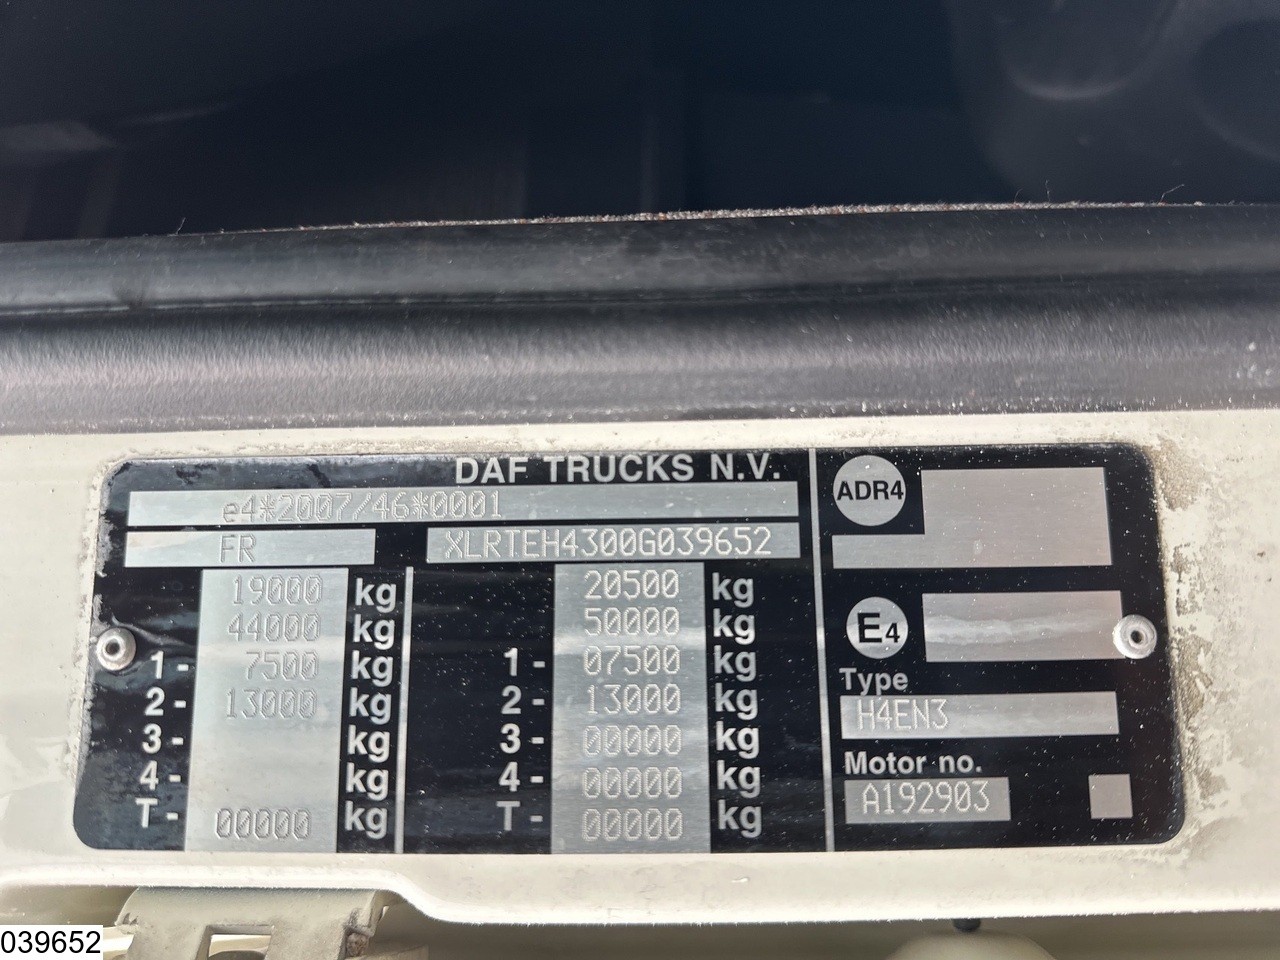 DAF TRUCKS N.V.
e4*2007/46*0001
FR XLRTEH4300G039652
19000 kg 20500 kg
44000 kg 50000 kg
1- 7500 kg 1- 07500 kg
2- 13000 kg 2- 13000 kg
3- kg 3- 00000 kg
4- kg 4- 00000 kg
T- 00000 kg T- 00000 kg
ADR4
E4
Type
H4EN3
Motor no.
A192903
039652